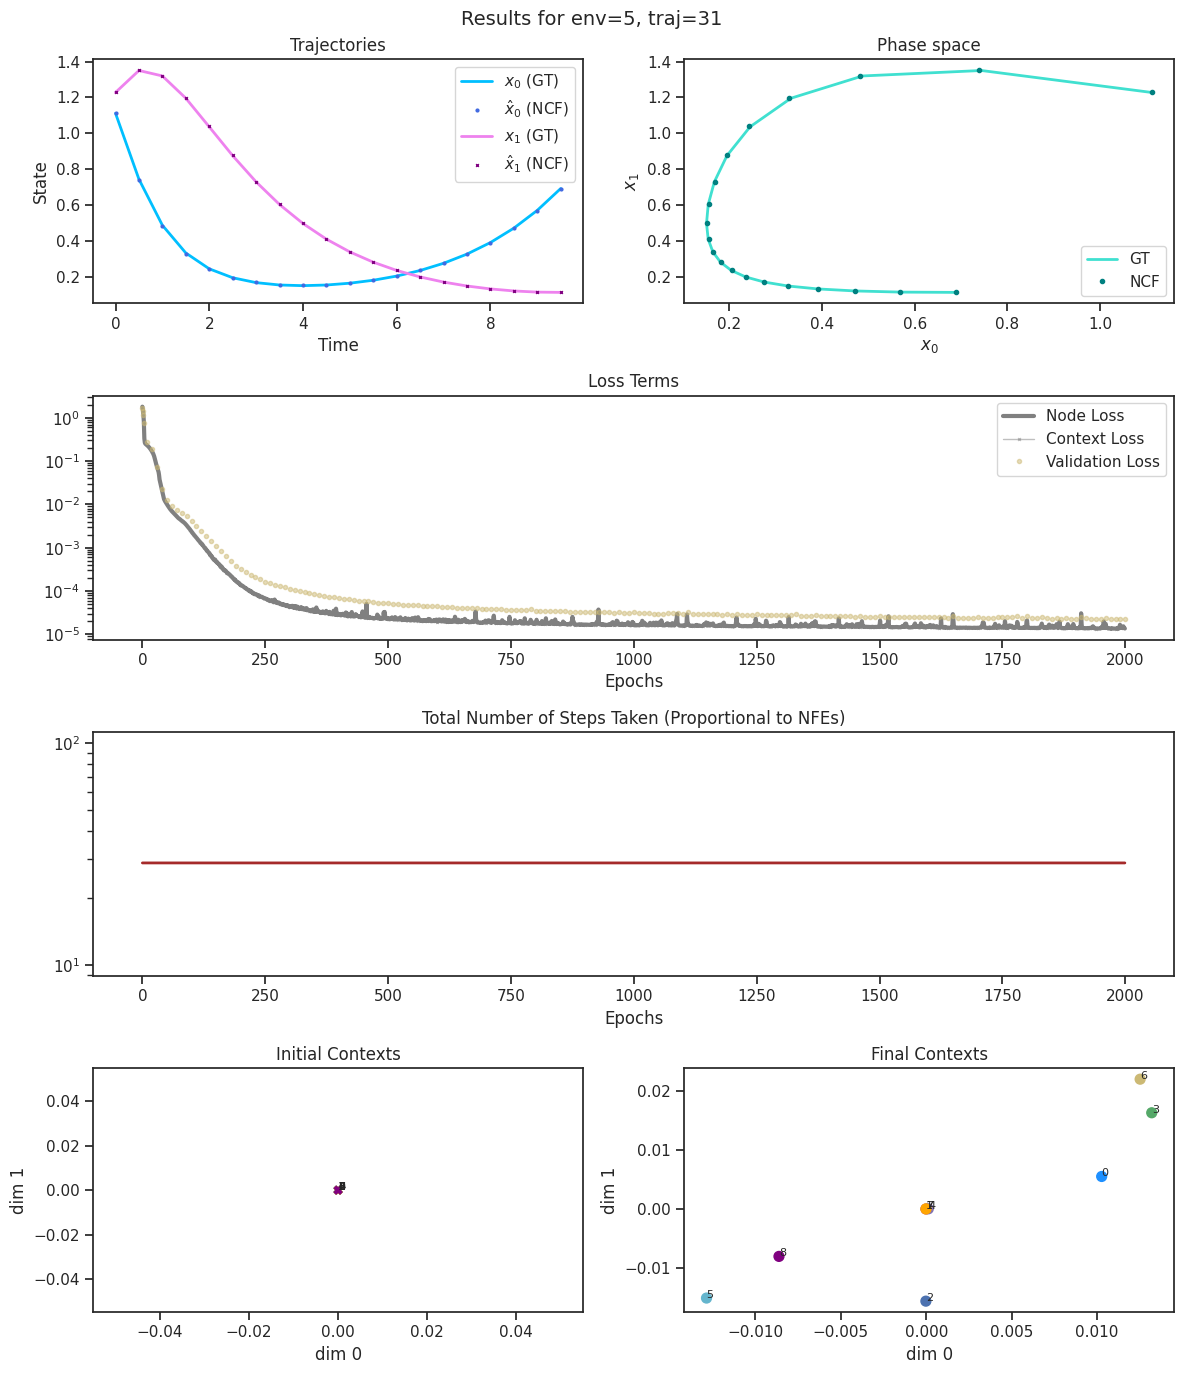 Results for env=5, traj=31
Trajectories
1.4
1.2
1.0
0.8
0.6
0.4
0.2
State
x_0 (GT)
x̂_0 (NCF)
x_1 (GT)
x̂_1 (NCF)
0 2 4 6 8
Time
Phase space
1.4
1.2
1.0
0.8
0.6
0.4
0.2
x_1
GT
NCF
0.2 0.4 0.6 0.8 1.0
x_0
Loss Terms
10^0
10^-1
10^-2
10^-3
10^-4
10^-5
Node Loss
Context Loss
Validation Loss
0 250 500 750 1000 1250 1500 1750 2000
Epochs
Total Number of Steps Taken (Proportional to NFEs)
10^2
10^1
0 250 500 750 1000 1250 1500 1750 2000
Epochs
Initial Contexts
0.04
0.02
0.00
−0.02
−0.04
dim 1
−0.04 −0.02 0.00 0.02 0.04
dim 0
Final Contexts
0.02
0.01
0.00
−0.01
dim 1
6
3
0
4
8
5
2
−0.010 −0.005 0.000 0.005 0.010
dim 0